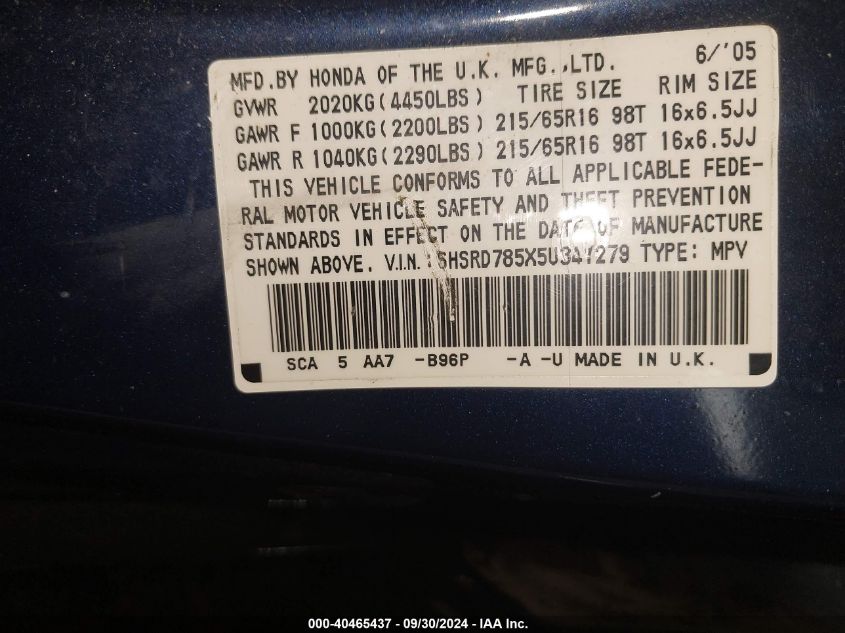 MFD.BY HONDA OF THE U.K. MFG.,LTD. 6/'05
GVWR 2020KG(4450LBS) TIRE SIZE RIM SIZE
GAWR F 1000KG(2200LBS) 215/65R16 98T 16x6.5JJ
GAWR R 1040KG(2290LBS) 215/65R16 98T 16x6.5JJ
THIS VEHICLE CONFORMS TO ALL APPLICABLE FEDE-
RAL MOTOR VEHICLE SAFETY AND THEFT PREVENTION
STANDARDS IN EFFECT ON THE DATE OF MANUFACTURE
SHOWN ABOVE. V.I.N.:SHSRD785X5U341279 TYPE: MPV
SCA 5 AA7 -B96P -A -U MADE IN U.K.
000-40465437 - 09/30/2024 - IAA Inc.